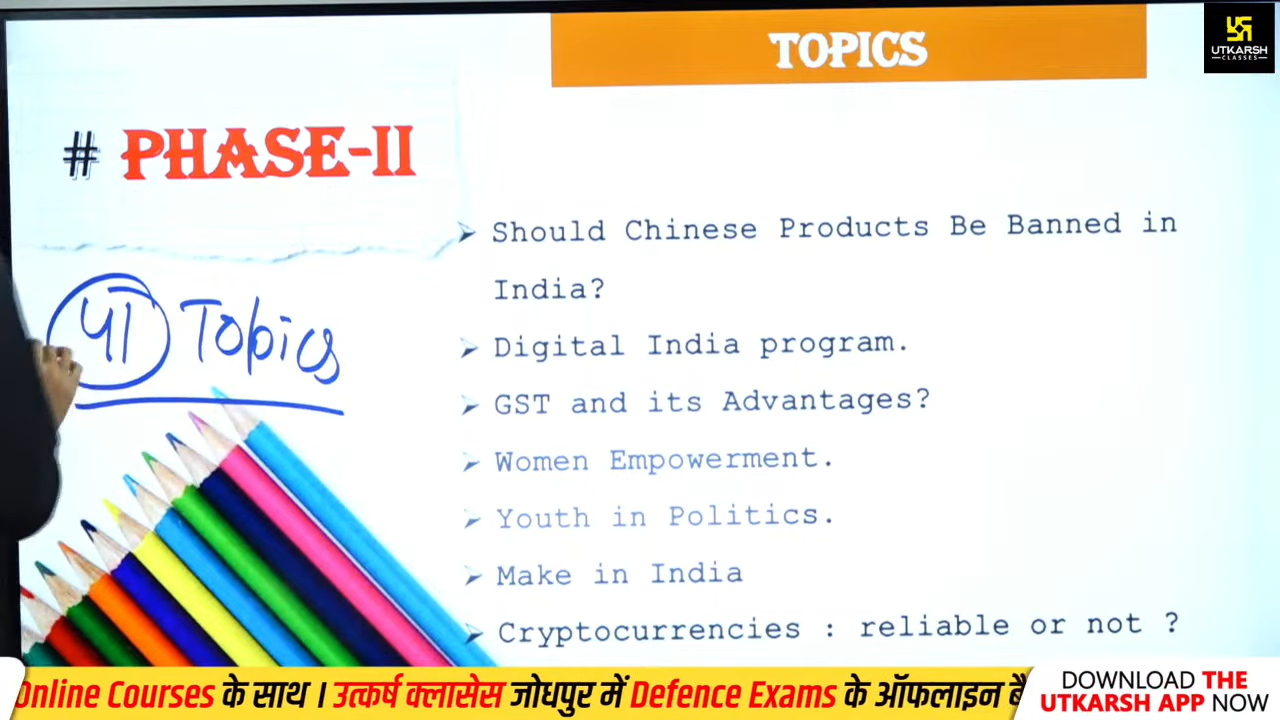 TOPICS
UTKARSH
CLASSES
# PHASE-II
Topics
➢ Should Chinese Products Be Banned in
India?
➢ Digital India program.
➢ GST and its Advantages?
➢ Women Empowerment.
➢ Youth in Politics.
➢ Make in India
➢ Cryptocurrencies : reliable or not ?
Online Courses के साथ । उत्कर्ष क्लासेस जोधपुर में Defence Exams के ऑफलाइन
DOWNLOAD THE
UTKARSH APP NOW